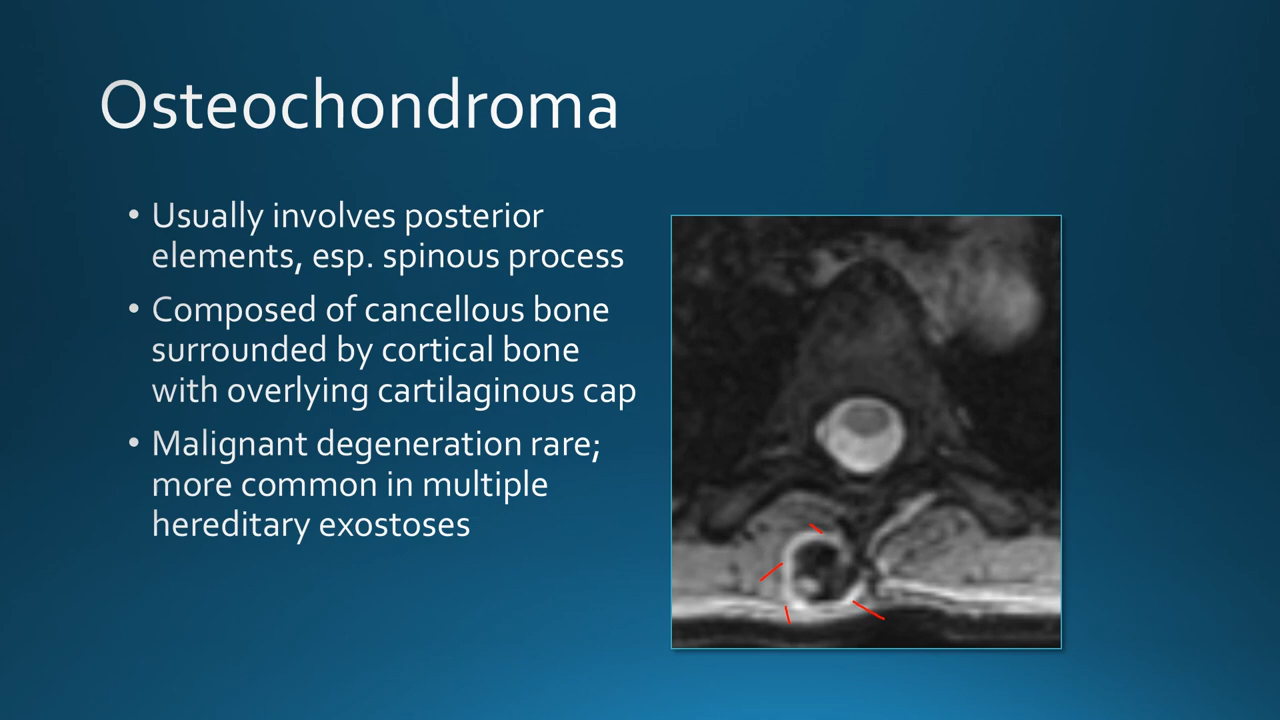 Osteochondroma
• Usually involves posterior
elements, esp. spinous process
• Composed of cancellous bone
surrounded by cortical bone
with overlying cartilaginous cap
• Malignant degeneration rare;
more common in multiple
hereditary exostoses